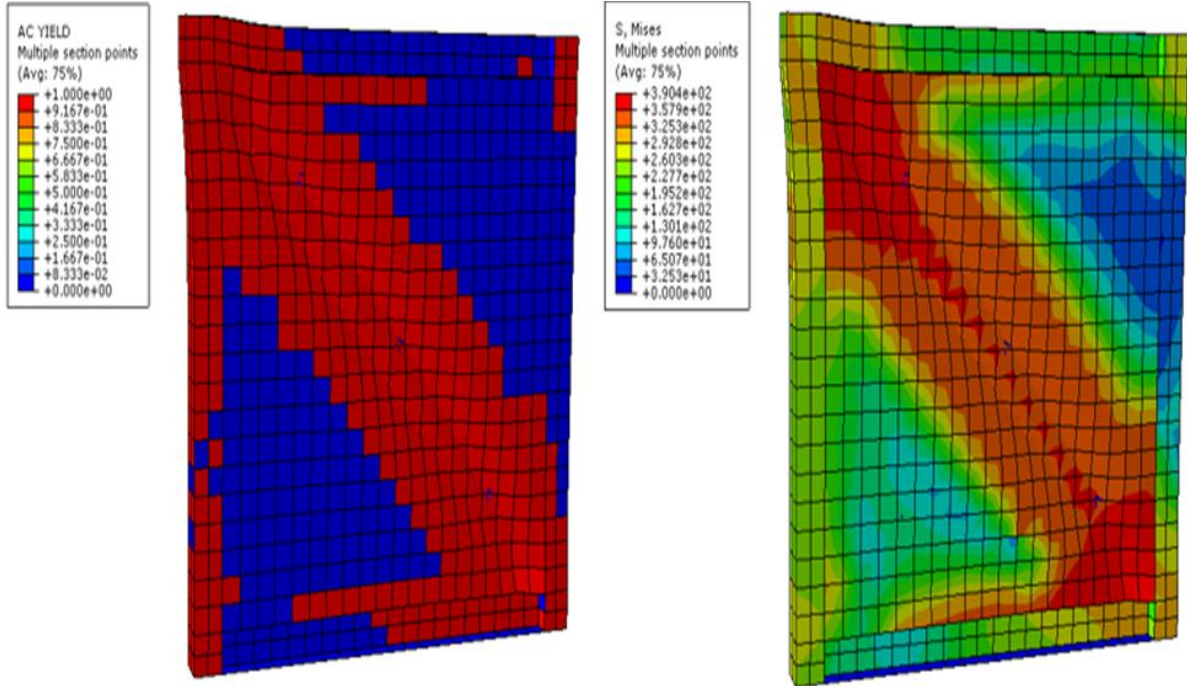 AC YIELD
Multiple section points
(Avg: 75%)
+1.000e+00
+9.167e-01
+8.333e-01
+7.500e-01
+6.667e-01
+5.833e-01
+5.000e-01
+4.167e-01
+3.333e-01
+2.500e-01
+1.667e-01
+8.333e-02
+0.000e+00
S, Mises
Multiple section points
(Avg: 75%)
+3.904e+02
+3.579e+02
+3.253e+02
+2.928e+02
+2.603e+02
+2.277e+02
+1.952e+02
+1.627e+02
+1.301e+02
+9.760e+01
+6.507e+01
+3.253e+01
+0.000e+00